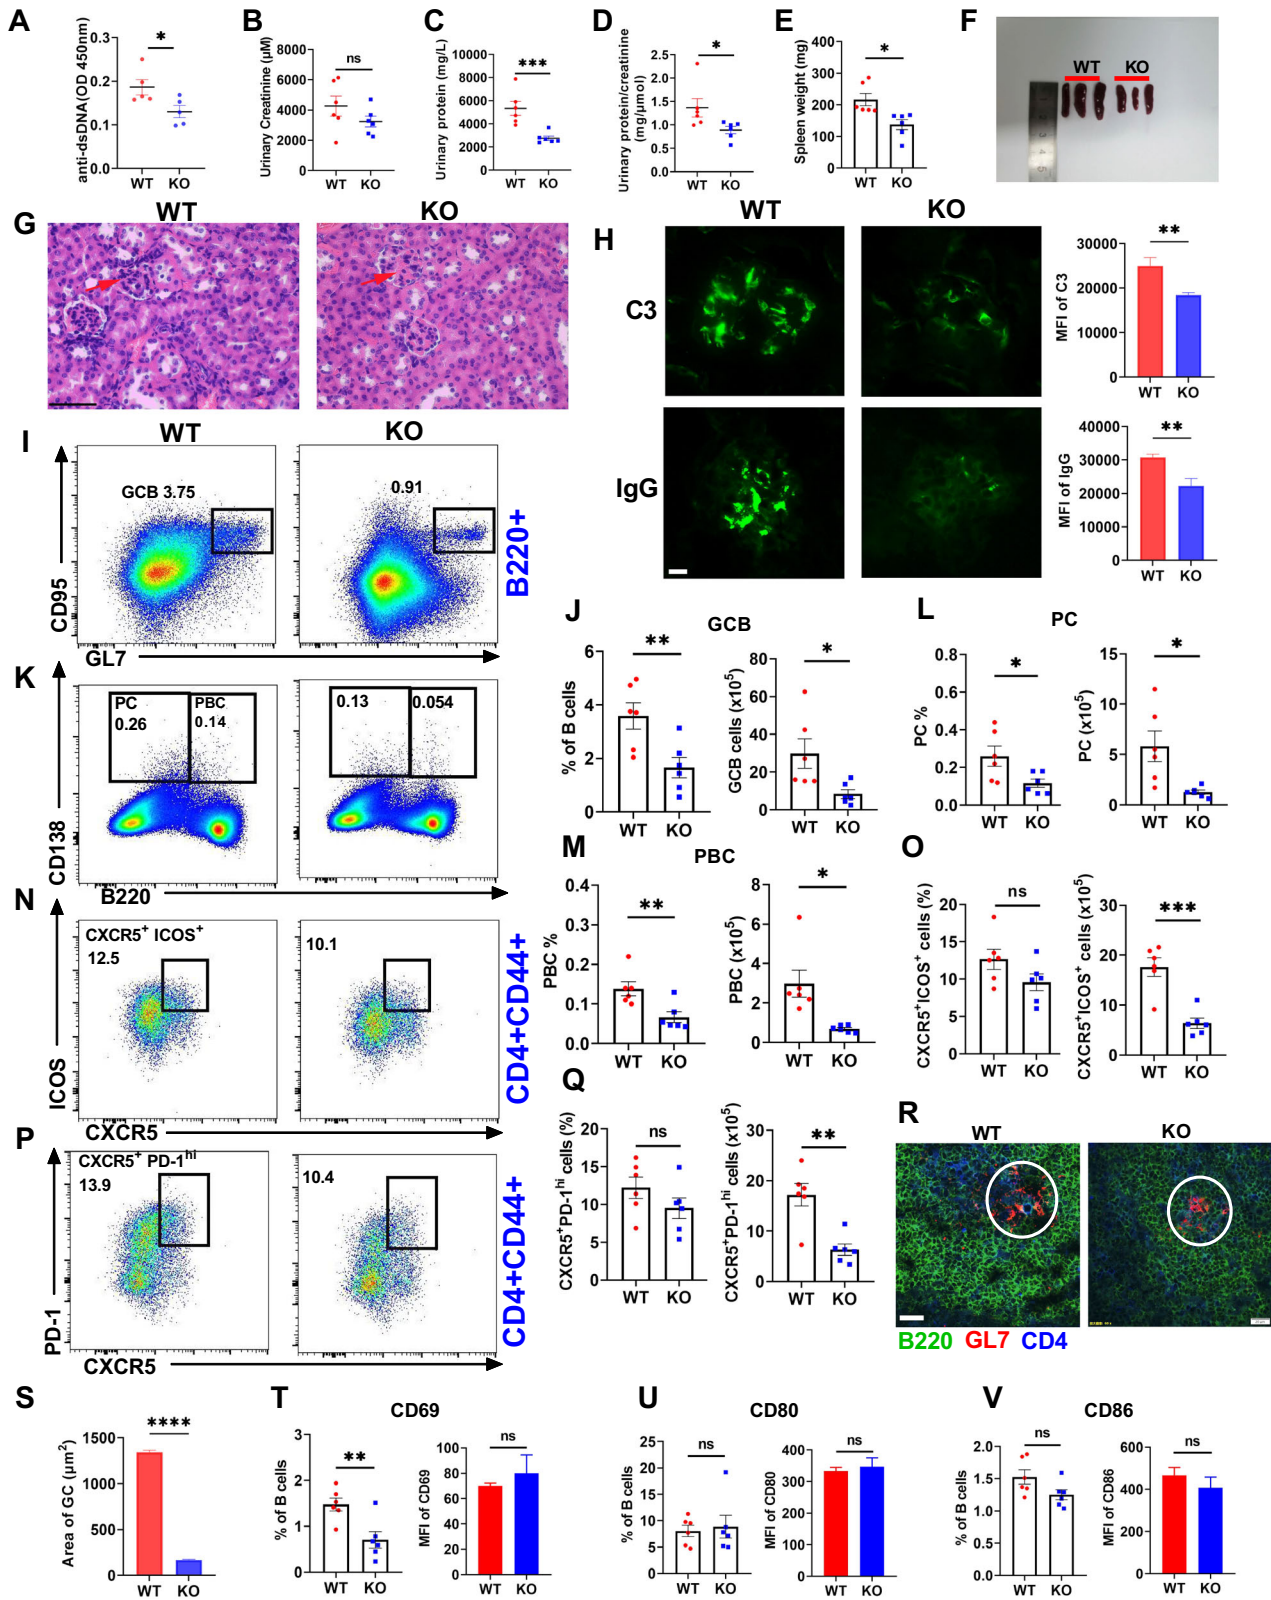 A
anti-dsDNA(OD 450nm)
0.3
0.2
0.1
0.0
*
WT KO
B
Urinary Creatinine (µM)
8000
6000
4000
2000
0
ns
WT KO
C
Urinary protein (mg/L)
10000
8000
6000
4000
2000
0
***
WT KO
D
Urinary protein/creatinine
(mg/µmol)
2.5
2.0
1.5
1.0
0.5
0.0
*
WT KO
E
Spleen weight (mg)
400
300
200
100
0
*
WT KO
F
WT KO
G
WT KO
H
WT KO
C3
IgG
MFI of C3
30000
20000
10000
0
**
WT KO
MFI of IgG
40000
30000
20000
10000
0
**
WT KO
I
WT KO
GCB 3.75
0.91
CD95
GL7
B220+
J
GCB
% of B cells
6
4
2
0
**
WT KO
GCB cells (x10⁵)
80
60
40
20
0
*
WT KO
K
PC
0.26
PBC
0.14
0.13
0.054
CD138
B220
L
PC
PC %
0.8
0.6
0.4
0.2
0.0
*
WT KO
PC (x10⁵)
15
10
5
0
*
WT KO
M
PBC
PBC %
0.4
0.3
0.2
0.1
0.0
**
WT KO
PBC (x10⁵)
8
6
4
2
0
*
WT KO
N
CXCR5⁺ ICOS⁺
12.5
10.1
ICOS
CXCR5
CD4+CD44+
O
CXCR5⁺ICOS⁺ cells (%)
20
15
10
5
0
ns
WT KO
CXCR5⁺ICOS⁺ cells (x10⁵)
30
20
10
0
***
WT KO
P
CXCR5⁺ PD-1ʰⁱ
13.9
10.4
PD-1
CXCR5
CD4+CD44+
Q
CXCR5⁺PD-1ʰⁱ cells (%)
20
15
10
5
0
ns
WT KO
CXCR5⁺PD-1ʰⁱ cells (x10⁵)
30
20
10
0
**
WT KO
R
WT KO
B220 GL7 CD4
S
Area of GC (µm²)
1500
1000
500
0
****
WT KO
T
CD69
% of B cells
3
2
1
0
**
WT KO
MFI of CD69
100
80
60
40
20
0
ns
WT KO
U
CD80
% of B cells
25
20
15
10
5
0
ns
WT KO
MFI of CD80
400
300
200
100
0
ns
WT KO
V
CD86
% of B cells
2.0
1.5
1.0
0.5
0.0
ns
WT KO
MFI of CD86
600
400
200
0
ns
WT KO